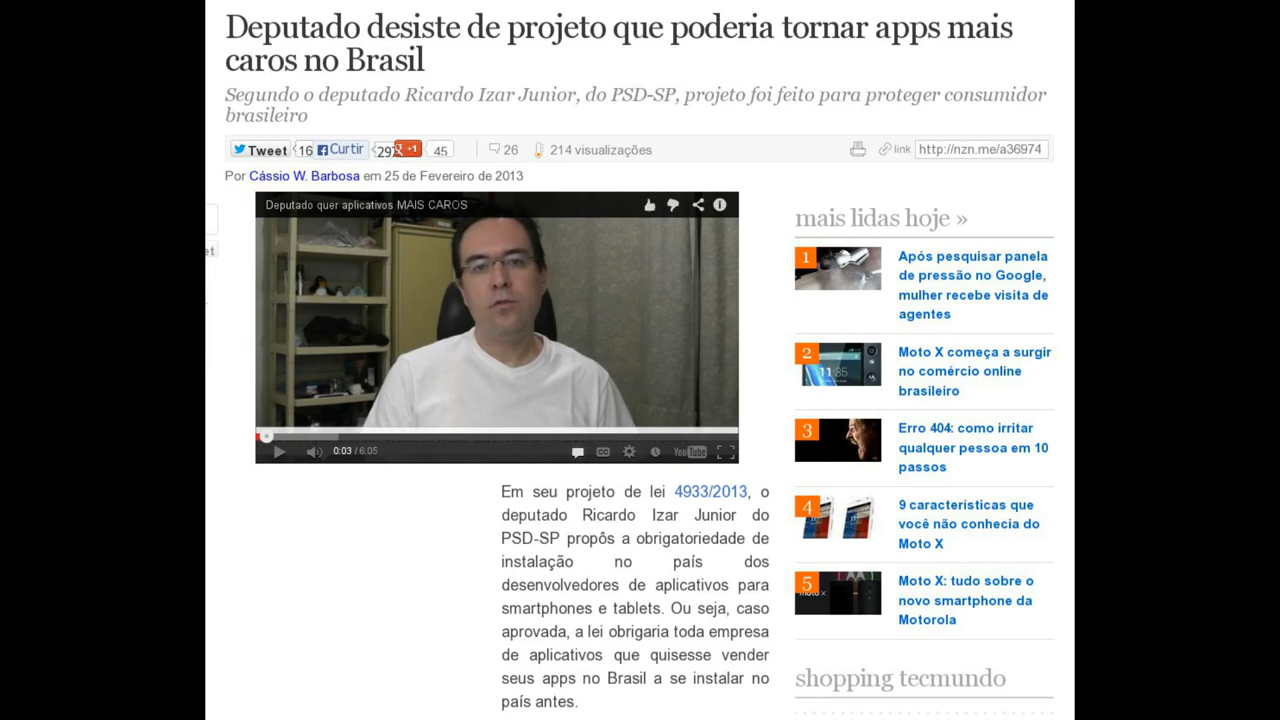 Deputado desiste de projeto que poderia tornar apps mais
caros no Brasil
Segundo o deputado Ricardo Izar Junior, do PSD-SP, projeto foi feito para proteger consumidor
brasileiro
Tweet 16 Curtir 297 +1 45 26 214 visualizações link http://nzn.me/a36974
Por Cássio W. Barbosa em 25 de Fevereiro de 2013
et
Deputado quer aplicativos MAIS CAROS
0:03 / 6:05 CC YouTube
Em seu projeto de lei 4933/2013, o
deputado Ricardo Izar Junior do
PSD-SP propôs a obrigatoriedade de
instalação no país dos
desenvolvedores de aplicativos para
smartphones e tablets. Ou seja, caso
aprovada, a lei obrigaria toda empresa
de aplicativos que quisesse vender
seus apps no Brasil a se instalar no
país antes.
mais lidas hoje »
1
Após pesquisar panela
de pressão no Google,
mulher recebe visita de
agentes
2
11:35
Moto X começa a surgir
no comércio online
brasileiro
3
Erro 404: como irritar
qualquer pessoa em 10
passos
4
9 características que
você não conhecia do
Moto X
5
moto x
Moto X: tudo sobre o
novo smartphone da
Motorola
shopping tecmundo